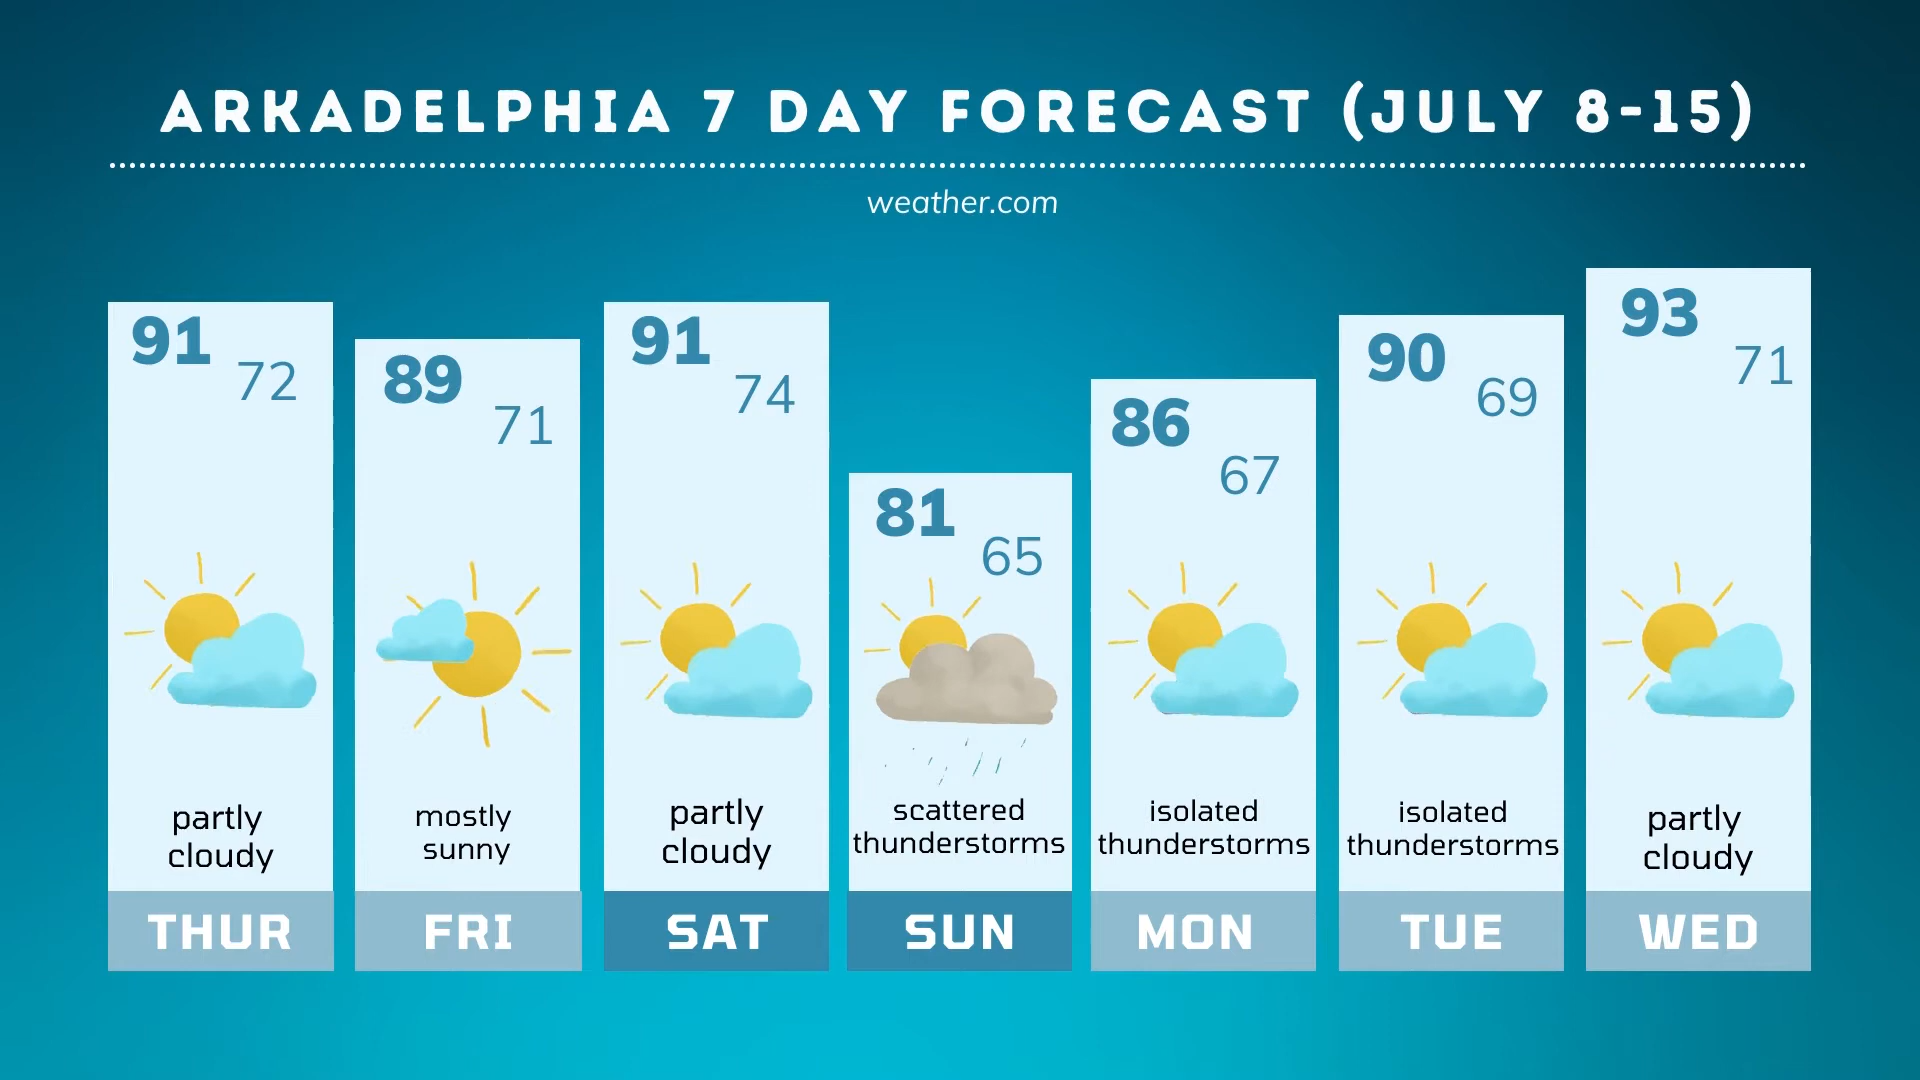 ARKADELPHIA 7 DAY FORECAST (JULY 8-15)
weather.com
91
72
partly
cloudy
THUR
89
71
mostly
sunny
FRI
91
74
partly
cloudy
SAT
81
65
scattered
thunderstorms
SUN
86
67
isolated
thunderstorms
MON
90
69
isolated
thunderstorms
TUE
93
71
partly
cloudy
WED